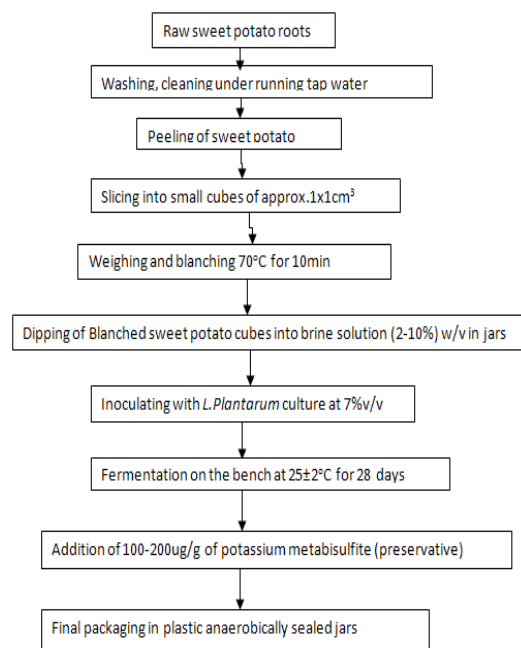 Raw sweet potato roots
Washing, cleaning under running tap water
Peeling of sweet potato
Slicing into small cubes of approx.1x1cm³
Weighing and blanching 70°C for 10min
Dipping of Blanched sweet potato cubes into brine solution (2-10%) w/v in jars
Inoculating with L.Plantarum culture at 7%v/v
Fermentation on the bench at 25±2°C for 28 days
Addition of 100-200ug/g of potassium metabisulfite (preservative)
Final packaging in plastic anaerobically sealed jars